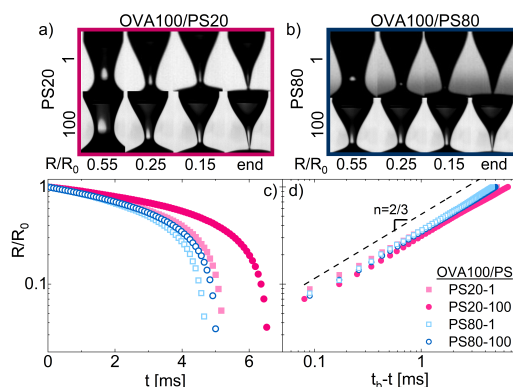 OVA100/PS20
OVA100/PS80
a)
b)
PS20
1
100
PS80
1
100
R/R0 0.55 0.25 0.15 end
R/R0 0.55 0.25 0.15 end
c)
d)
R/R0
1
0.1
0 2 4 6
t [ms]
n=2/3
OVA100/PS
PS20-1
PS20-100
PS80-1
PS80-100
0.1 1
tb-t [ms]